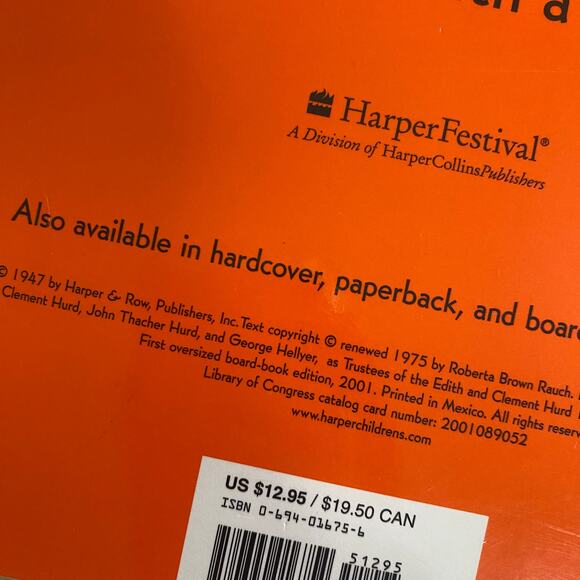 a
HarperFestival®
A Division of HarperCollinsPublishers
Also available in hardcover, paperback, and
© 1947 by Harper & Row, Publishers, Inc. Text copyright © renewed 1975 by Roberta Brown Rauch.
Clement Hurd, John Thacher Hurd, and George Hellyer, as Trustees of the Edith and Clement Hurd
First oversized board-book edition, 2001. Printed in Mexico. All rights
Library of Congress catalog card number: 2001089052
www.harperchildrens.com
US $12.95 / $19.50 CAN
ISBN 0-694-01675-6
51295